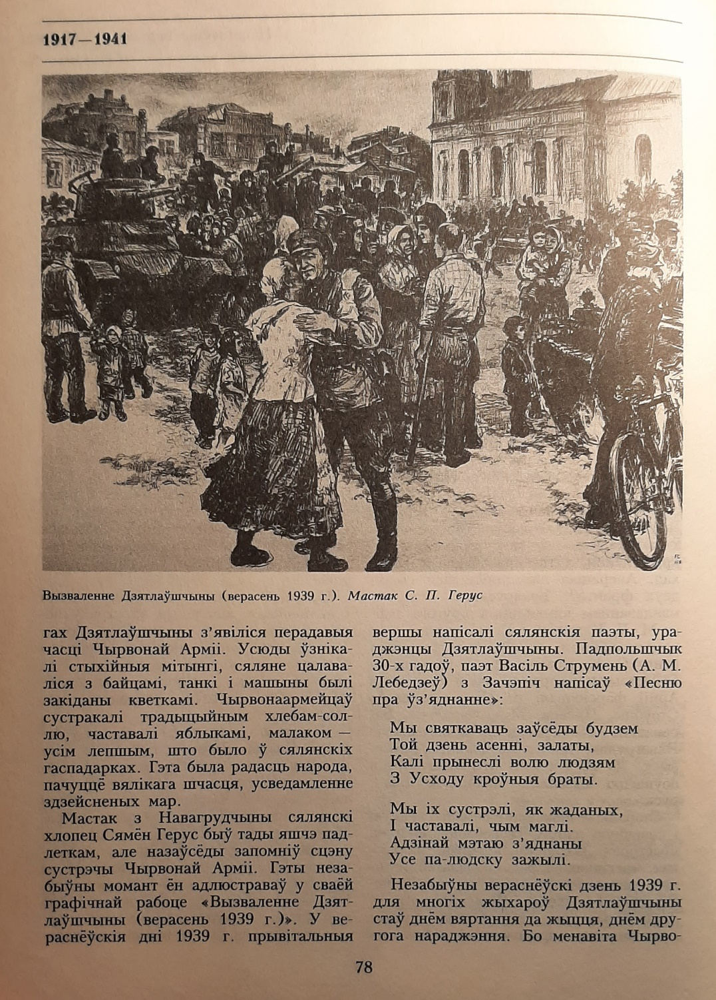 1917—1941
Вызваленне Дзятлаўшчыны (верасень 1939 г.). Мастак С. П. Герус
гах Дзятлаўшчыны з’явіліся перадавыя
часці Чырвонай Арміі. Усюды ўзніка-
лі стыхійныя мітынгі, сяляне цалава-
ліся з байцамі, танкі і машыны былі
закіданы кветкамі. Чырвонаармейцаў
сустракалі традыцыйным хлебам-сол-
лю, частавалі яблыкамі, малаком —
усім лепшым, што было ў сялянскіх
гаспадарках. Гэта была радасць народа,
пачуццё вялікага шчасця, усведамленне
здзейсненых мар.
Мастак з Навагрудчыны сялянскі
хлопец Сямён Герус быў тады яшчэ пад-
леткам, але назаўсёды запомніў сцэну
сустрэчы Чырвонай Арміі. Гэты неза-
быўны момант ён адлюстраваў у сваёй
графічнай рабоце «Вызваленне Дзят-
лаўшчыны (верасень 1939 г.)». У ве-
раснёўскія дні 1939 г. прывітальныя
вершы напісалі сялянскія паэты, ура-
джэнцы Дзятлаўшчыны. Падпольшчык
30-х гадоў, паэт Васіль Струмень (А. М.
Лебедзеў) з Зачэпіч напісаў «Песню
пра ўз’яднанне»:
Мы святкаваць заўсёды будзем
Той дзень асенні, залаты,
Калі прынеслі волю людзям
З Усходу кроўныя браты.
Мы іх сустрэлі, як жаданых,
І частавалі, чым маглі.
Адзінай мэтаю з’яднаны
Усе па-людску зажылі.
Незабыўны вераснёўскі дзень 1939 г.
для многіх жыхароў Дзятлаўшчыны
стаў днём вяртання да жыцця, днём дру-
гога нараджэння. Бо менавіта Чырво-
78